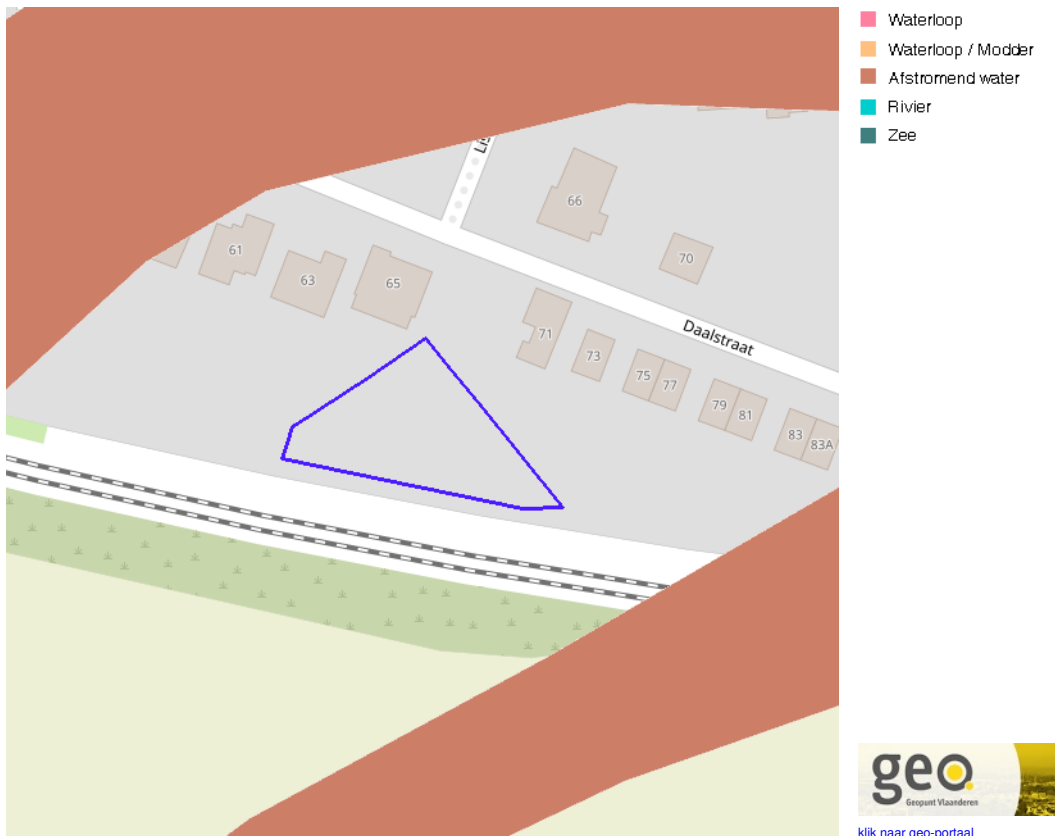 Waterloop
Waterloop / Modder
Afstromend water
Rivier
Zee
66
61
70
63
65
Daalstraat
71
73
75
77
79
81
83
83A
geo.
Geopunt Vlaanderen
klik naar geo-portaal